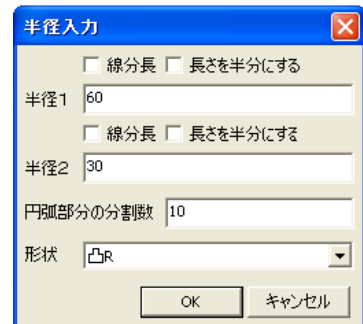 半径入力
線分長 長さを半分にする
半径1 60
線分長 長さを半分にする
半径2 30
円弧部分の分割数 10
形状 凸R
OK キャンセル